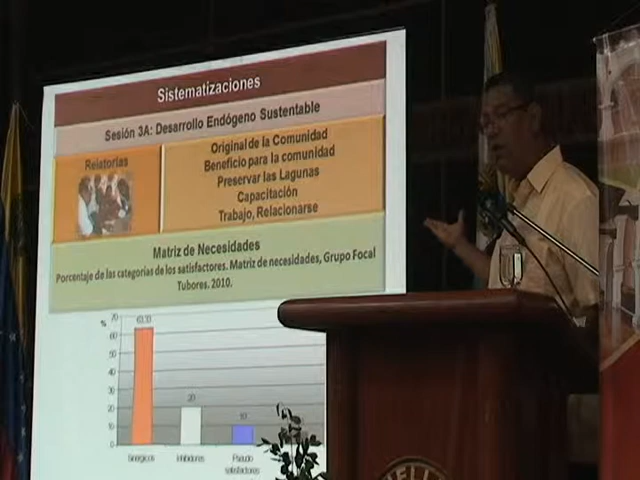 Sistematizaciones
Sesión 3A: Desarrollo Endógeno Sustentable
Relatorías
Original de la Comunidad
Beneficio para la comunidad
Preservar las Lagunas
Capacitación
Trabajo, Relacionarse
Matriz de Necesidades
Porcentaje de las categorías de los satisfactores. Matriz de necesidades, Grupo Focal
Tubores. 2010.
%
70
60
50
40
30
20
10
0
20
10
Sinérgicos
Inhibidores
Pseudo
satisfactores